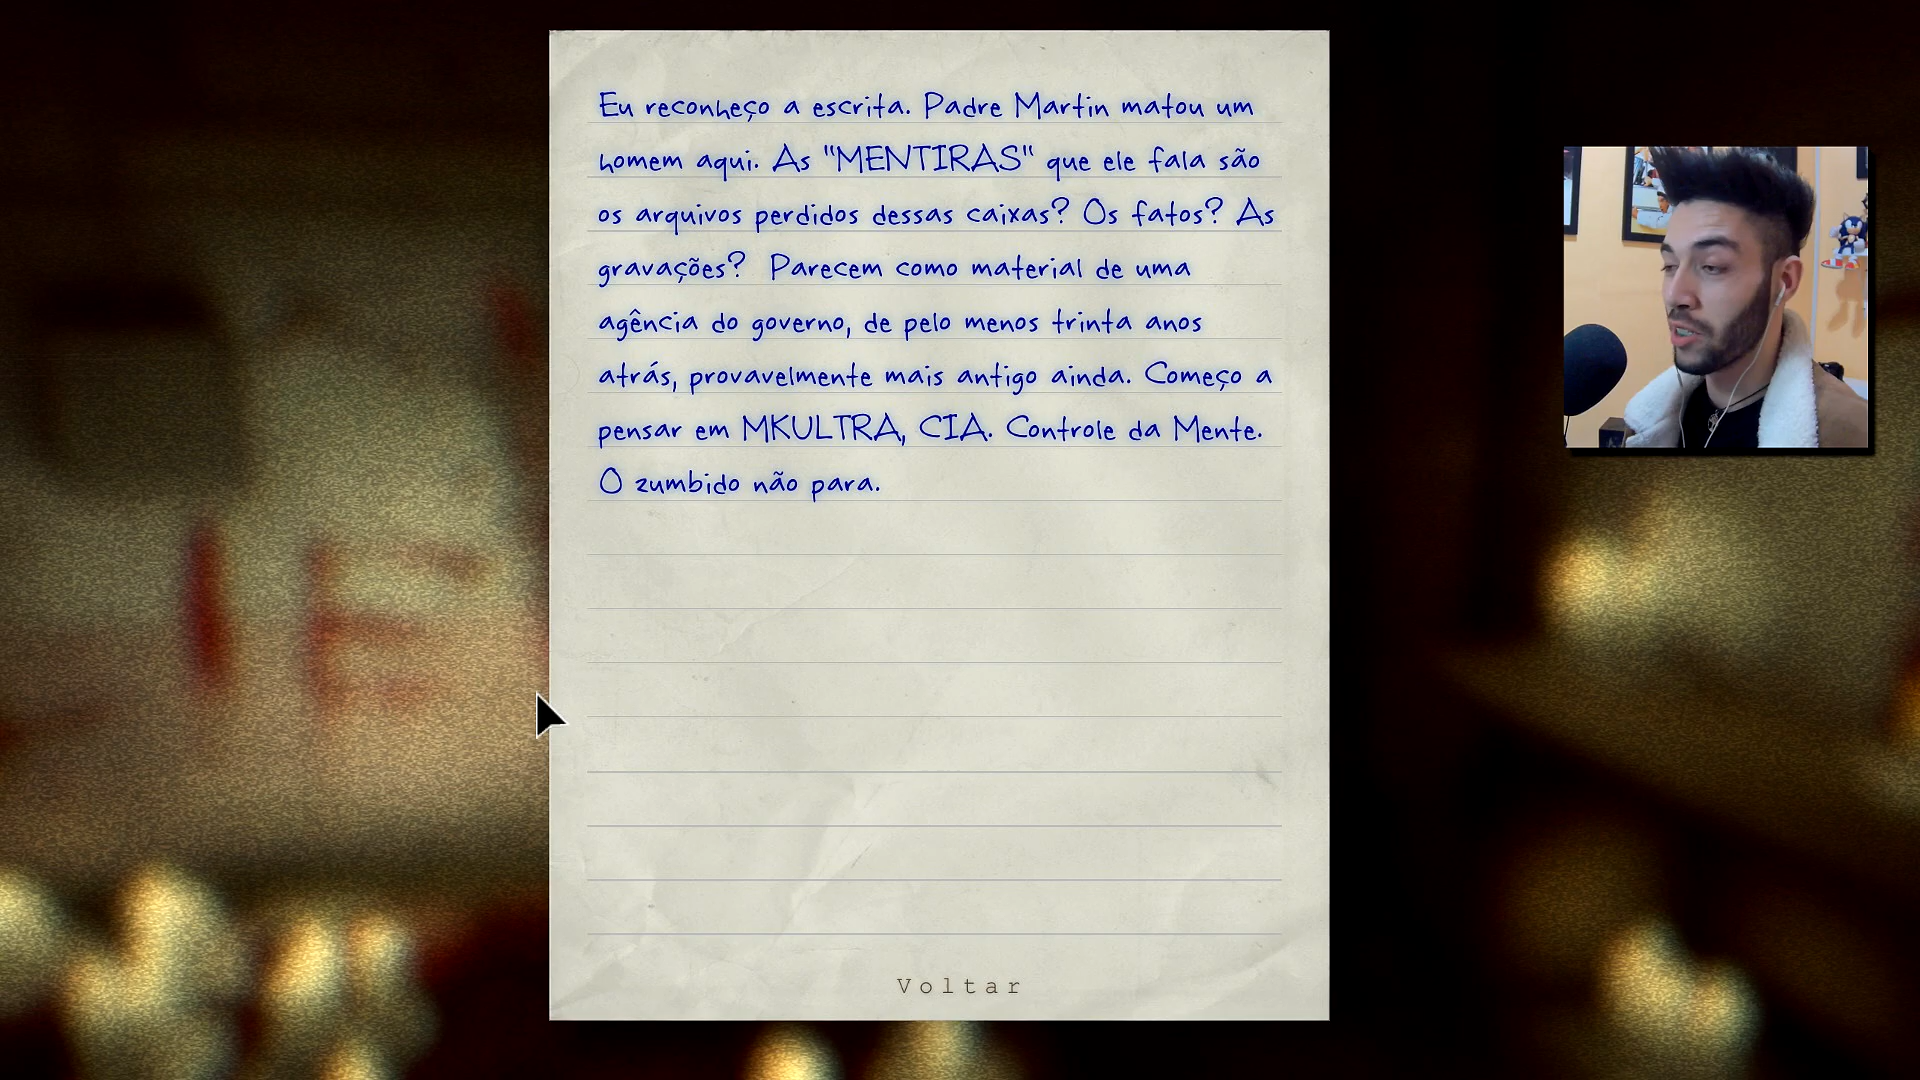 Eu reconheço a escrita. Padre Martin matou um
homem aqui. As "MENTIRAS" que ele fala são
os arquivos perdidos dessas caixas? Os fatos? As
gravações? Parecem como material de uma
agência do governo, de pelo menos trinta anos
atrás, provavelmente mais antigo ainda. Começo a
pensar em MKULTRA, CIA. Controle da Mente.
O zumbido não para.
Voltar